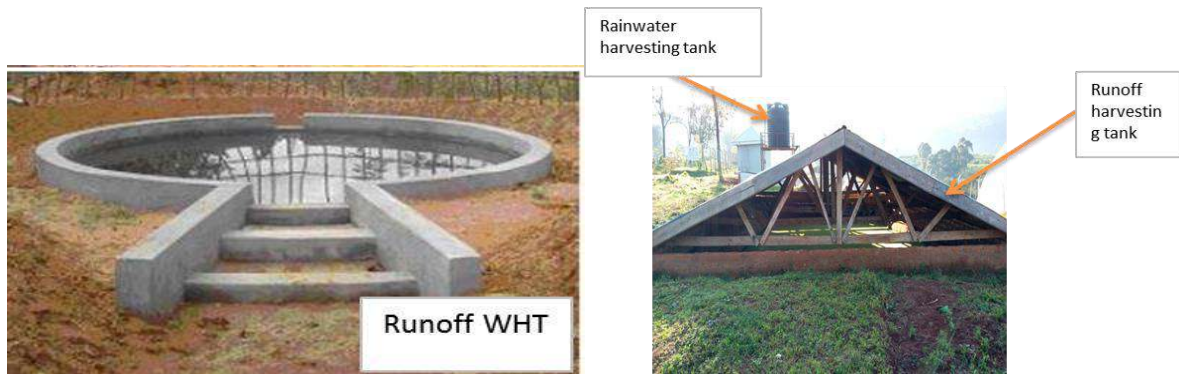 Rainwater
harvesting tank
Runoff
harvestin
g tank
Runoff WHT